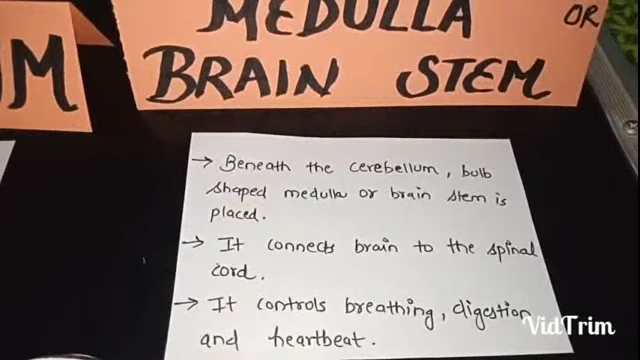 UM
MEDULLA OR
BRAIN STEM
→ Beneath the cerebellum, bulb
shaped medulla or brain stem is
placed.
→ It connects brain to the spinal
cord.
→ It controls breathing, digestion
and heartbeat.
VidTrim